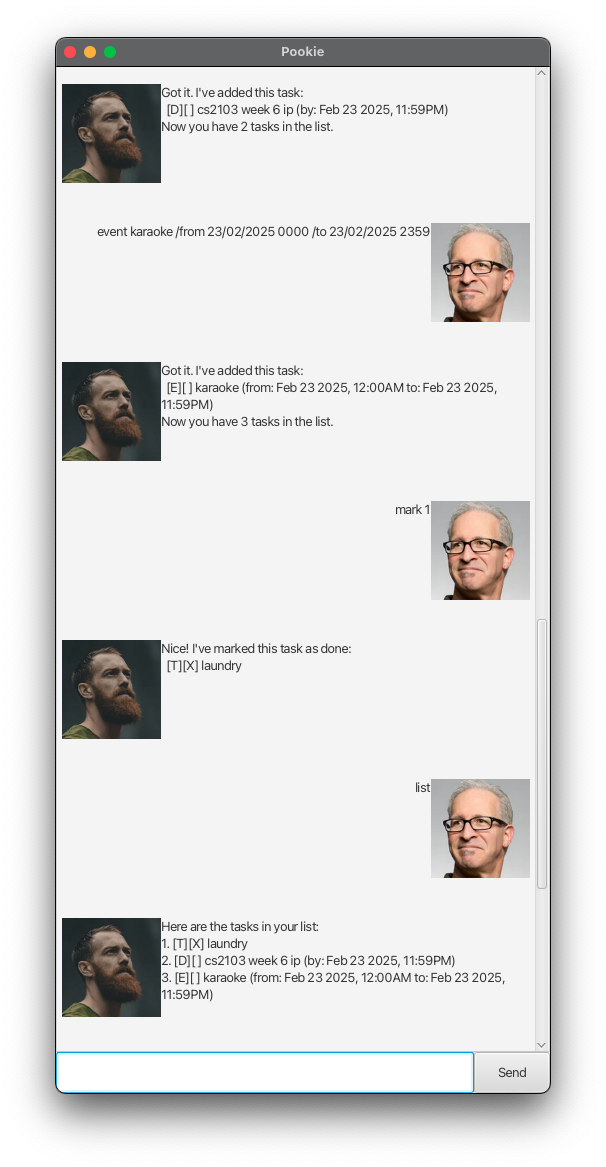 Pookie
Got it. I've added this task:
[D][ ] cs2103 week 6 ip (by: Feb 23 2025, 11:59PM)
Now you have 2 tasks in the list.
event karaoke /from 23/02/2025 0000 /to 23/02/2025 2359
Got it. I've added this task:
[E][ ] karaoke (from: Feb 23 2025, 12:00AM to: Feb 23 2025,
11:59PM)
Now you have 3 tasks in the list.
mark 1
Nice! I've marked this task as done:
[T][X] laundry
list
Here are the tasks in your list:
1. [T][X] laundry
2. [D][ ] cs2103 week 6 ip (by: Feb 23 2025, 11:59PM)
3. [E][ ] karaoke (from: Feb 23 2025, 12:00AM to: Feb 23 2025,
11:59PM)
Send